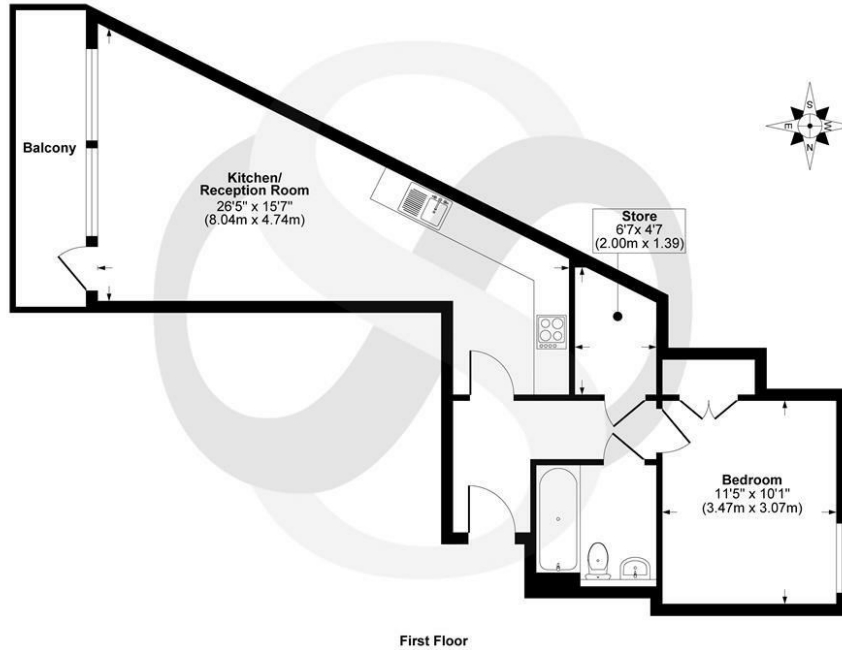 Balcony
Kitchen/
Reception Room
26'5" x 15'7"
(8.04m x 4.74m)
Store
6'7x 4'7
(2.00m x 1.39)
S
E
W
N
Bedroom
11'5" x 10'1"
(3.47m x 3.07m)
First Floor